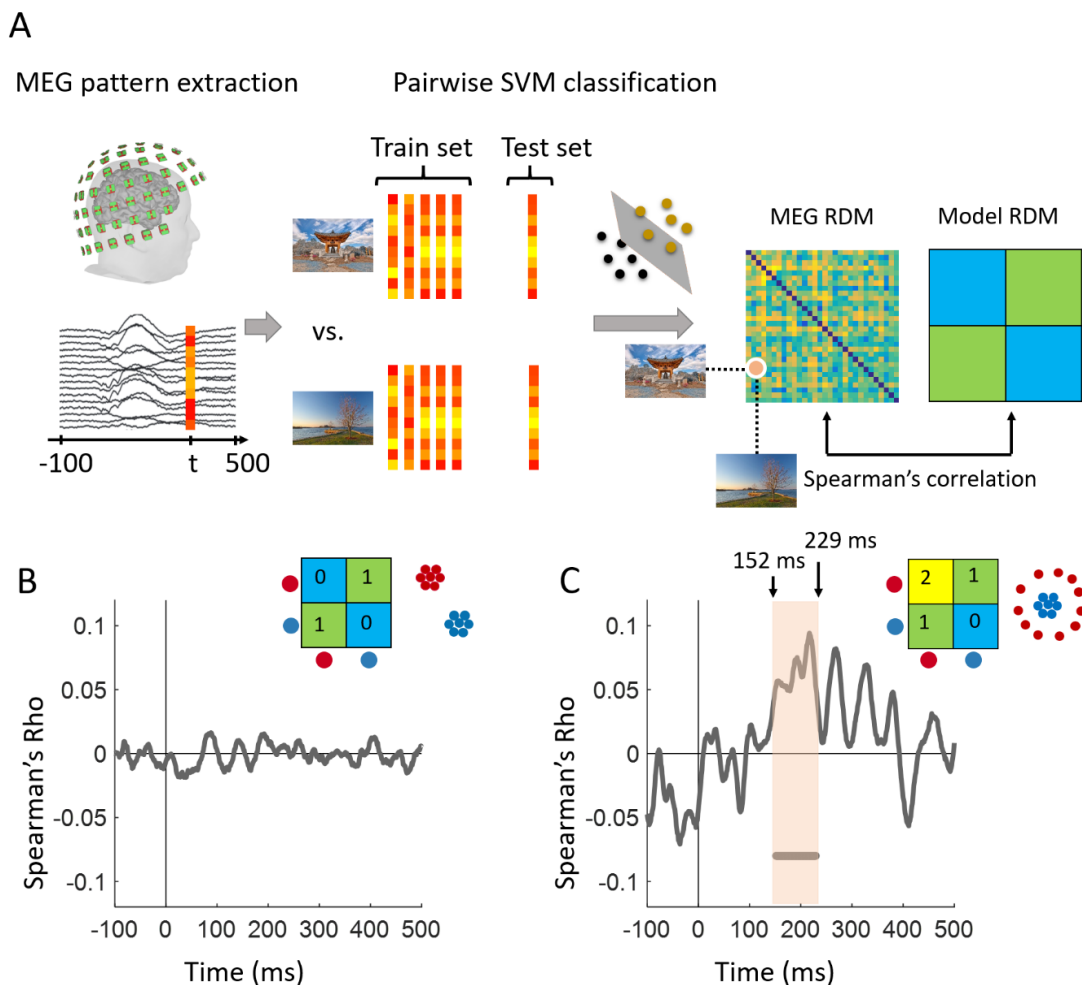 A
MEG pattern extraction
Pairwise SVM classification
Train set
Test set
vs.
MEG RDM
Model RDM
-100
t
500
Spearman's correlation
B
0
1
1
0
0.1
0.05
0
-0.05
-0.1
Spearman's Rho
-100
0
100
200
300
400
500
Time (ms)
C
152 ms
229 ms
2
1
1
0
0.1
0.05
0
-0.05
-0.1
Spearman's Rho
-100
0
100
200
300
400
500
Time (ms)